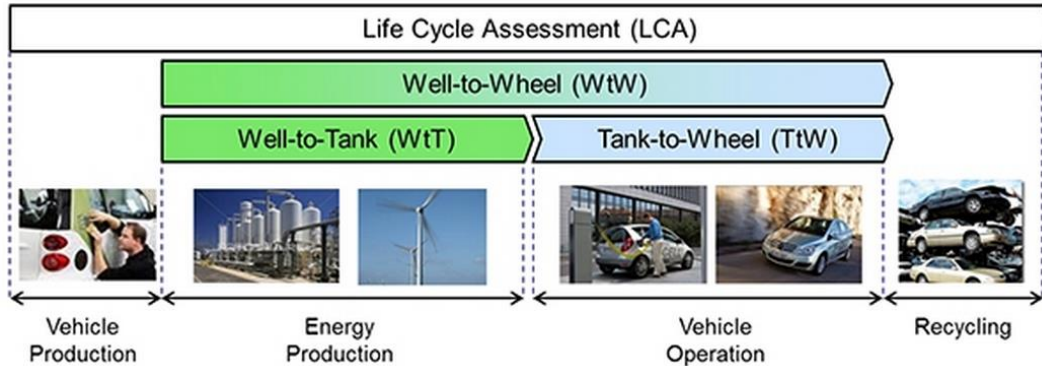 Life Cycle Assessment (LCA)
Well-to-Wheel (WtW)
Well-to-Tank (WtT)
Tank-to-Wheel (TtW)
Vehicle
Production
Energy
Production
Vehicle
Operation
Recycling